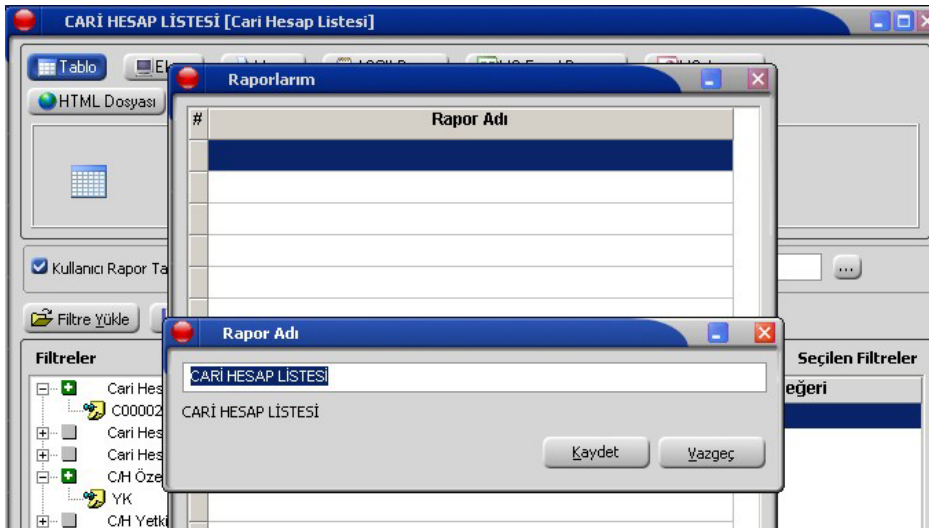 CARİ HESAP LİSTESİ [Cari Hesap Listesi]
Tablo
HTML Dosyası
Raporlarım
# Rapor Adı
Kullanıcı Rapor Ta
...
Filtre Yükle
Rapor Adı
CARİ HESAP LİSTESİ
CARİ HESAP LİSTESİ
Kaydet Vazgeç
Filtreler
Seçilen Filtreler
eğeri
Cari Hes
C00002
Cari Hes
Cari Hes
C/H Öze
YK
C/H Yetki